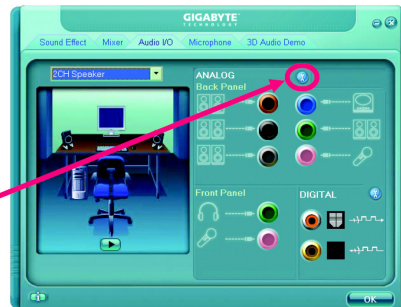 GIGABYTE
TECHNOLOGY
Sound Effect Mixer Audio I/O Microphone 3D Audio Demo
2CH Speaker
ANALOG
Back Panel
Front Panel
DIGITAL
OK